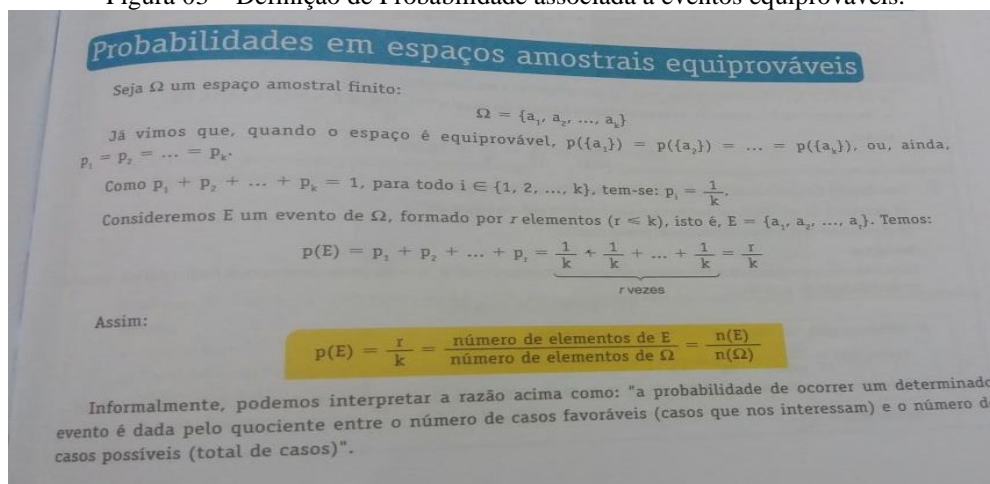 Figura 03 – Definição de Probabilidade associada a eventos equiprováveis.
Probabilidades em espaços amostrais equiprováveis
Seja Ω um espaço amostral finito:
Ω = {a₁, a₂, ..., aₖ}
Já vimos que, quando o espaço é equiprovável, p({a₁}) = p({a₂}) = ... = p({aₖ}), ou, ainda,
p₁ = p₂ = ... = pₖ.
Como p₁ + p₂ + ... + pₖ = 1, para todo i ∈ {1, 2, ..., k}, tem-se: pᵢ = 1/k.
Consideremos E um evento de Ω, formado por r elementos (r ⩽ k), isto é, E = {a₁, a₂, ..., aᵣ}. Temos:
p(E) = p₁ + p₂ + ... + pᵣ = 1/k + 1/k + ... + 1/k = r/k
r vezes
Assim:
p(E) = r/k = número de elementos de E / número de elementos de Ω = n(E)/n(Ω)
Informalmente, podemos interpretar a razão acima como: "a probabilidade de ocorrer um determinado
evento é dada pelo quociente entre o número de casos favoráveis (casos que nos interessam) e o número d
casos possíveis (total de casos)".